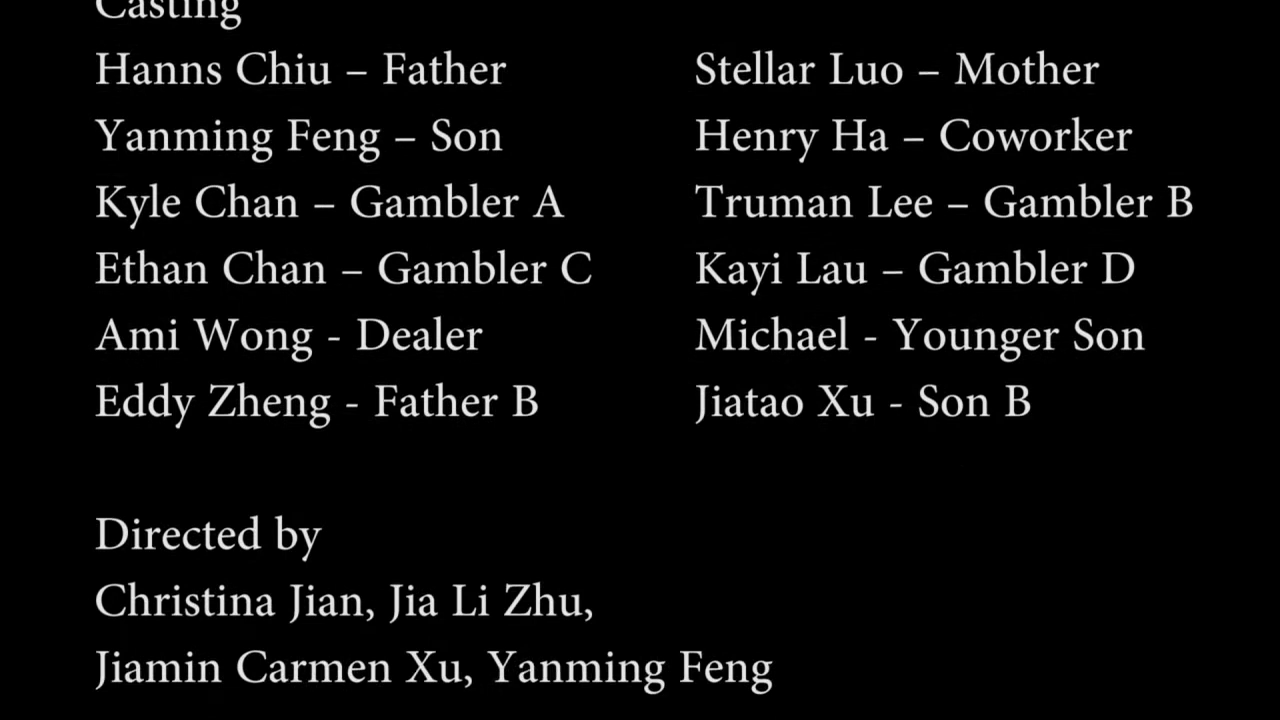 Casting
Hanns Chiu – Father Stellar Luo – Mother
Yanming Feng – Son Henry Ha – Coworker
Kyle Chan – Gambler A Truman Lee – Gambler B
Ethan Chan – Gambler C Kayi Lau – Gambler D
Ami Wong - Dealer Michael - Younger Son
Eddy Zheng - Father B Jiatao Xu - Son B
Directed by
Christina Jian, Jia Li Zhu,
Jiamin Carmen Xu, Yanming Feng